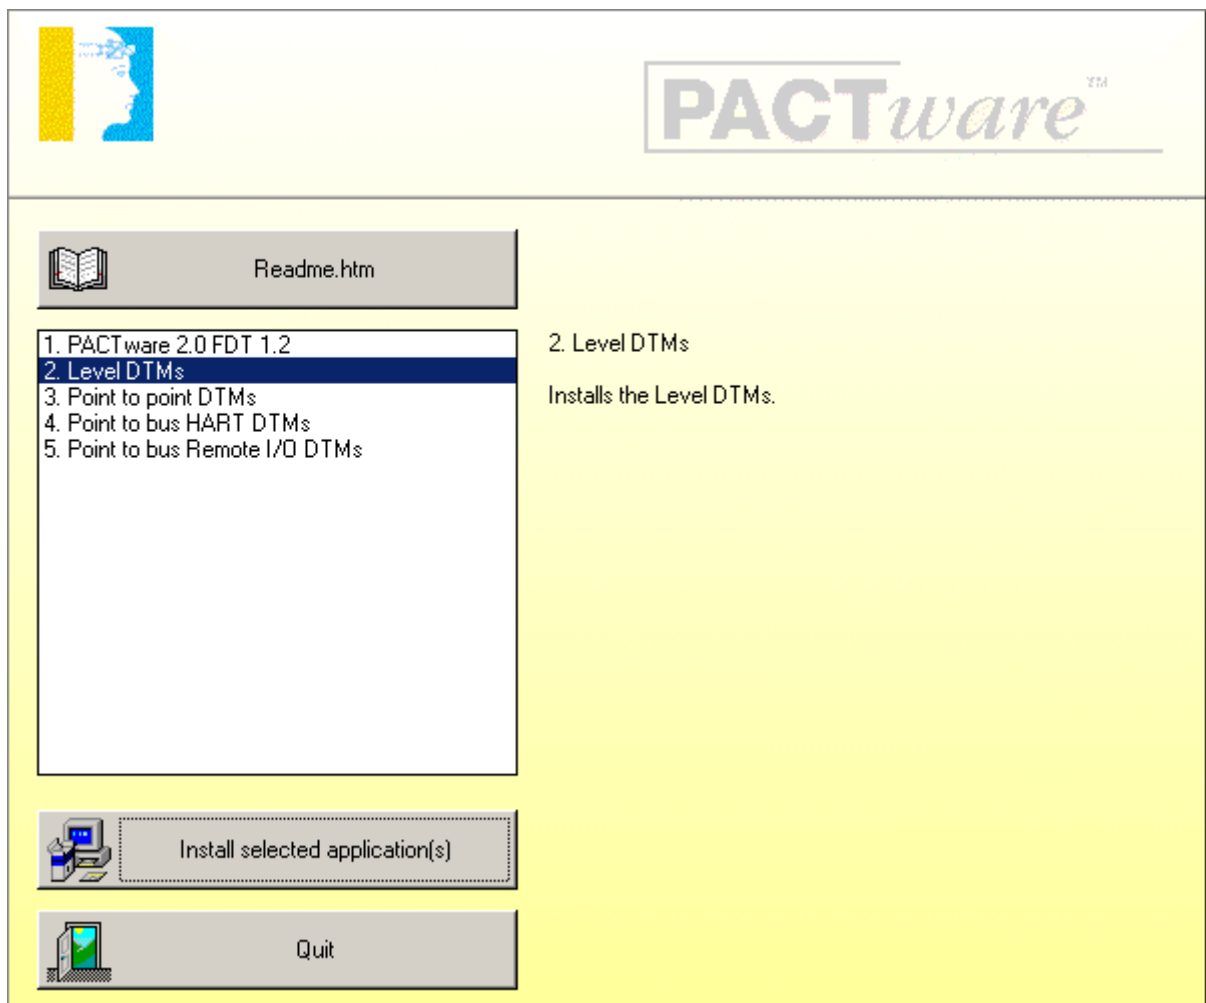 PACTware™
Readme.htm
1. PACTware 2.0 FDT 1.2
2. Level DTMs
3. Point to point DTMs
4. Point to bus HART DTMs
5. Point to bus Remote I/O DTMs
2. Level DTMs
Installs the Level DTMs.
Install selected application(s)
Quit